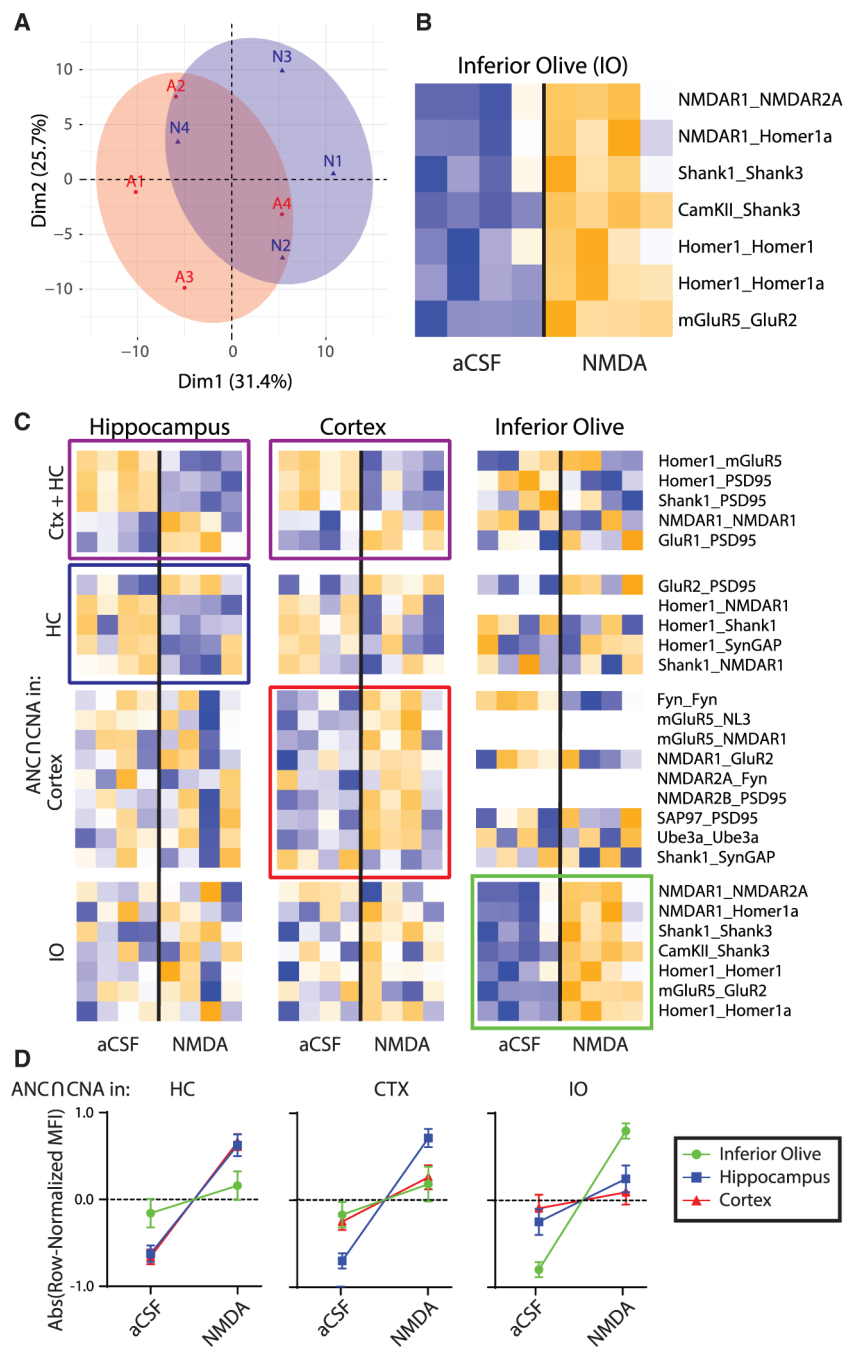 A
10
5
0
−5
−10
Dim2 (25.7%)
A2
N4
N3
N1
A1
A4
N2
A3
−10
0
10
Dim1 (31.4%)
B
Inferior Olive (IO)
NMDAR1_NMDAR2A
NMDAR1_Homer1a
Shank1_Shank3
CamKII_Shank3
Homer1_Homer1
Homer1_Homer1a
mGluR5_GluR2
aCSF NMDA
C
Hippocampus Cortex Inferior Olive
ANC∩CNA in:
Ctx + HC
Homer1_mGluR5
Homer1_PSD95
Shank1_PSD95
NMDAR1_NMDAR1
GluR1_PSD95
HC
GluR2_PSD95
Homer1_NMDAR1
Homer1_Shank1
Homer1_SynGAP
Shank1_NMDAR1
Cortex
Fyn_Fyn
mGluR5_NL3
mGluR5_NMDAR1
NMDAR1_GluR2
NMDAR2A_Fyn
NMDAR2B_PSD95
SAP97_PSD95
Ube3a_Ube3a
Shank1_SynGAP
IO
NMDAR1_NMDAR2A
NMDAR1_Homer1a
Shank1_Shank3
CamKII_Shank3
Homer1_Homer1
mGluR5_GluR2
Homer1_Homer1a
aCSF NMDA aCSF NMDA aCSF NMDA
D
ANC∩CNA in: HC CTX IO
Abs(Row-Normalized MFI)
1.0
0.0
-1.0
aCSF NMDA aCSF NMDA aCSF NMDA
Inferior Olive
Hippocampus
Cortex